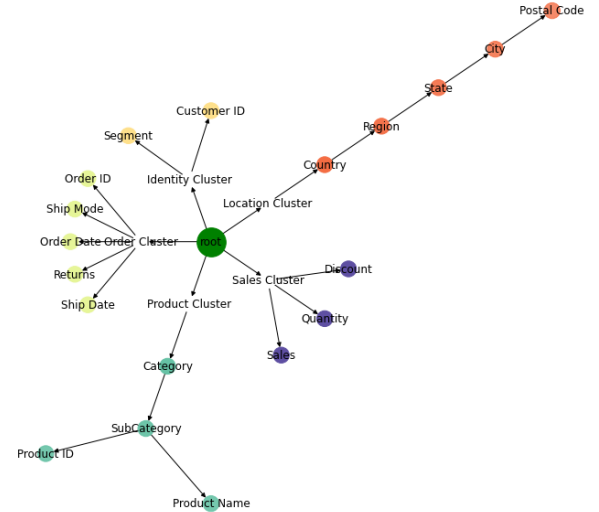 Postal Code
City
State
Customer ID
Region
Segment
Country
Order ID
Identity Cluster
Location Cluster
Ship Mode
Order Date
Order Cluster
root
Discount
Returns
Sales Cluster
Ship Date
Product Cluster
Quantity
Sales
Category
SubCategory
Product ID
Product Name